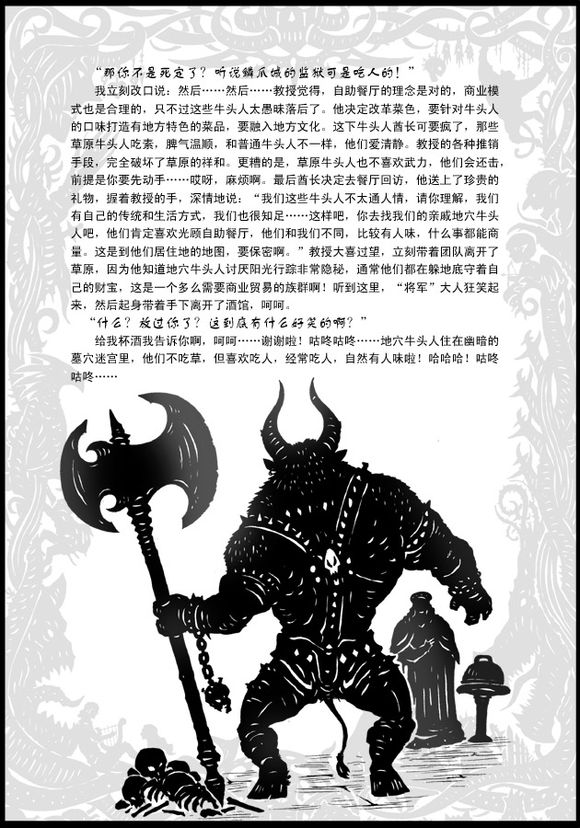 “那你不是死定了？听说鳞爪城的监狱可是吃人的！”
我立刻改口说：然后……然后……教授觉得，自助餐厅的理念是对的，商业模
式也是合理的，只不过这些牛头人太愚昧落后了。他决定改革菜色，要针对牛头人
的口味打造有地方特色的菜品，要融入地方文化。这下牛头人酋长可要疯了，那些
草原牛头人吃素，脾气温顺，和普通牛头人不一样，他们爱清静。教授的各种推销
手段，完全破坏了草原的祥和。更糟的是，草原牛头人也不喜欢武力，他们会还击，
前提是你要先动手……哎呀，麻烦啊。最后酋长决定去餐厅回访，他送上了珍贵的
礼物，握着教授的手，深情地说：“我们这些牛头人不太通人情，请你理解，我们
有自己的传统和生活方式，我们也很知足……这样吧，你去找我们的亲戚地穴牛头
人吧，他们肯定喜欢光顾自助餐厅，他们和我们不同，比较有人味，什么事都能商
量。这是到他们居住地的地图，要保密啊。”教授大喜过望，立刻带着团队离开了
草原，因为他知道地穴牛头人讨厌阳光行踪非常隐秘，通常他们都在躲地底守着自
己的财宝，这是一个多么需要商业贸易的族群啊！听到这里，“将军”大人狂笑起
来，然后起身带着手下离开了酒馆，呵呵。
“什么？放过你了？这到底有什么好笑的啊？”
给我杯酒我告诉你啊，呵呵……谢谢啦！咕咚咕咚……地穴牛头人住在幽暗的
墓穴迷宫里，他们不吃草，但喜欢吃人，经常吃人，自然有人味啦！哈哈哈！咕咚
咕咚……